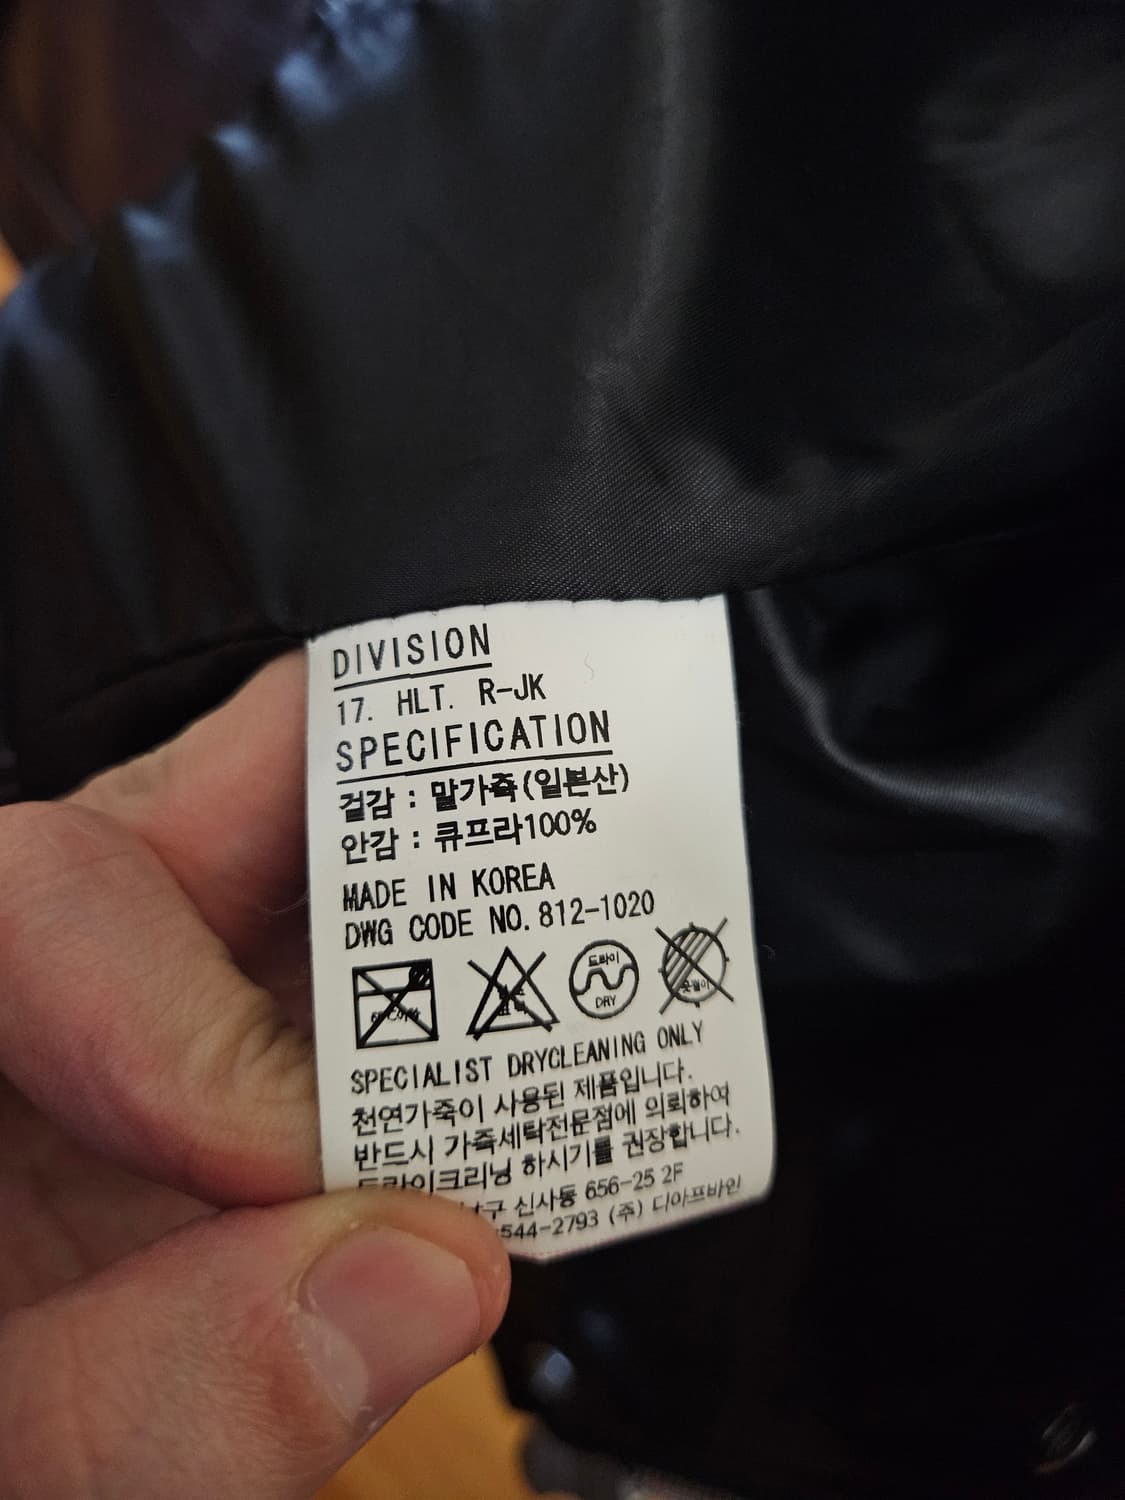 DIVISION
17. HLT. R-JK
SPECIFICATION
겉감 : 말가죽(일본산)
안감 : 큐프라100%
MADE IN KOREA
DWG CODE NO. 812-1020
드라이
DRY
옷걸이
SPECIALIST DRYCLEANING ONLY
천연가죽이 사용된 제품입니다.
반드시 가죽세탁전문점에 의뢰하여
드라이크리닝 하시기를 권장합니다.
신사동 656-25 2F
544-2793 (주) 디아프바인